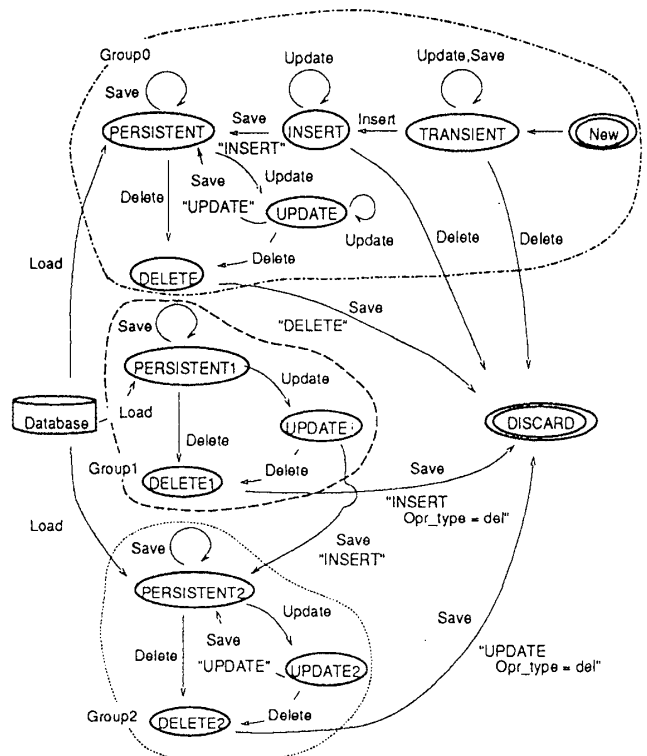 Group0
Update
Update,Save
Save
PERSISTENT
Save
"INSERT"
INSERT
Insert
TRANSIENT
New
Save
"UPDATE"
Update
Delete
UPDATE
Update
Delete
Delete
Delete
Load
DELETE
Save
"DELETE"
Save
PERSISTENT1
Update
Database
Load
UPDATE1
DISCARD
Delete
Delete
Group1
DELETE1
Save
"INSERT
Opr_type = del"
Load
Save
"INSERT"
Save
PERSISTENT2
Update
Save
"UPDATE"
Delete
UPDATE2
Save
"UPDATE
Opr_type = del"
Delete
Group2
DELETE2